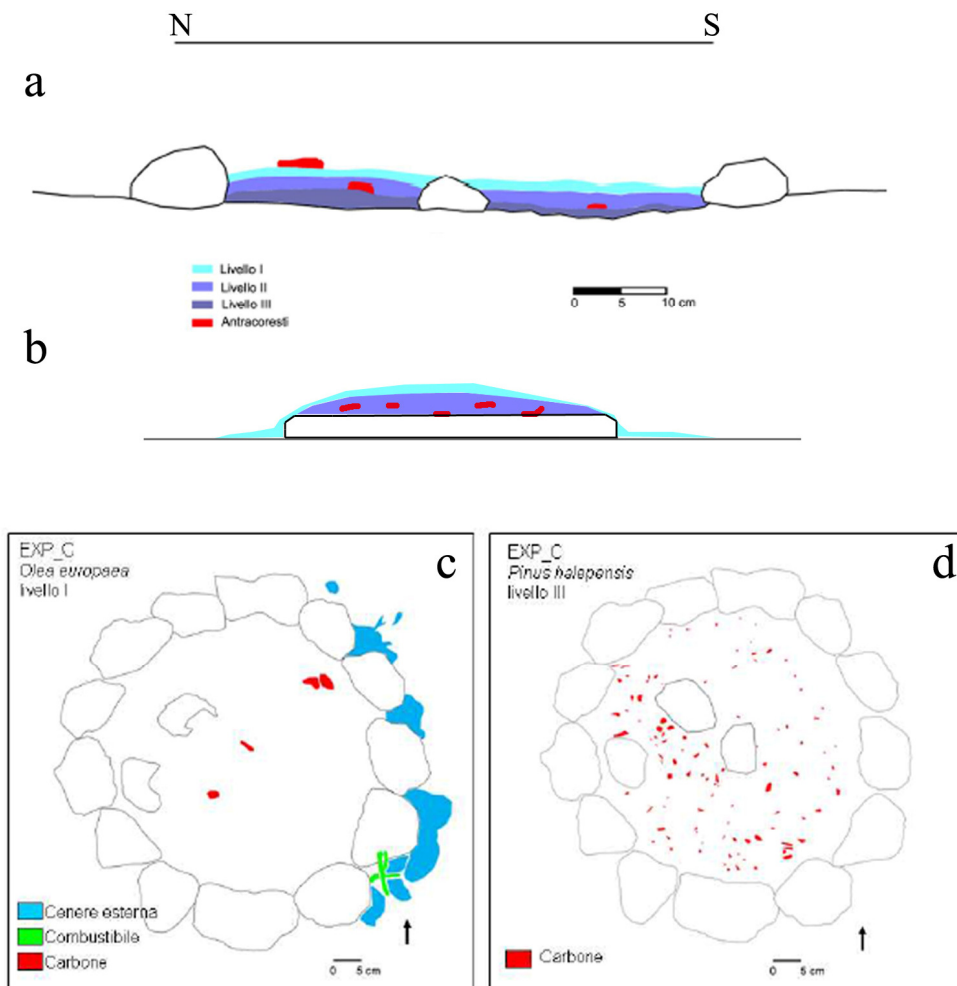 N S
a
Livello I
Livello II
Livello III
Antracoresti
0 5 10 cm
b
EXP_C
Olea europaea
livello I
c
Cenere esterna
Combustibile
Carbone
0 5 cm
EXP_C
Pinus halepensis
livello III
d
Carbone
0 5 cm